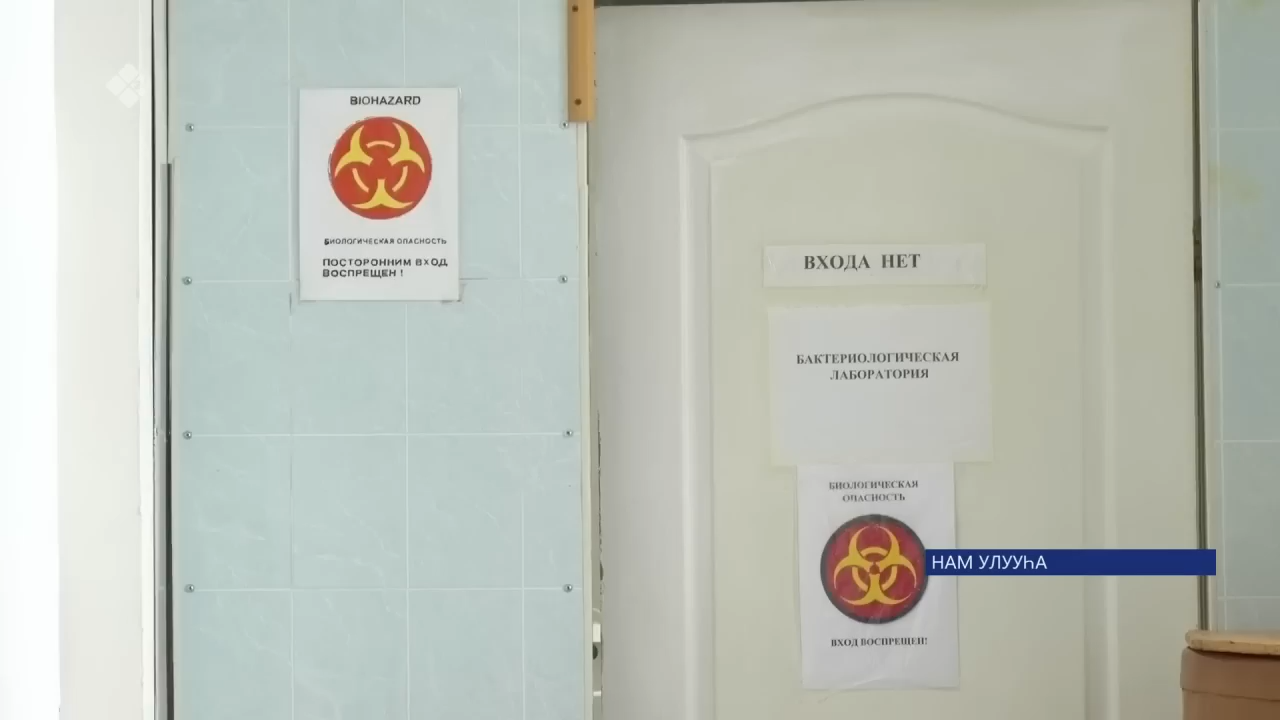 BIOHAZARD
БИОЛОГИЧЕСКАЯ ОПАСНОСТЬ
ПОСТОРОННИМ ВХОД
ВОСПРЕЩЕН !
ВХОДА НЕТ
БАКТЕРИОЛОГИЧЕСКАЯ
ЛАБОРАТОРИЯ
БИОЛОГИЧЕСКАЯ
ОПАСНОСТЬ
ВХОД ВОСПРЕЩЕН!
НАМ УЛУУҺА